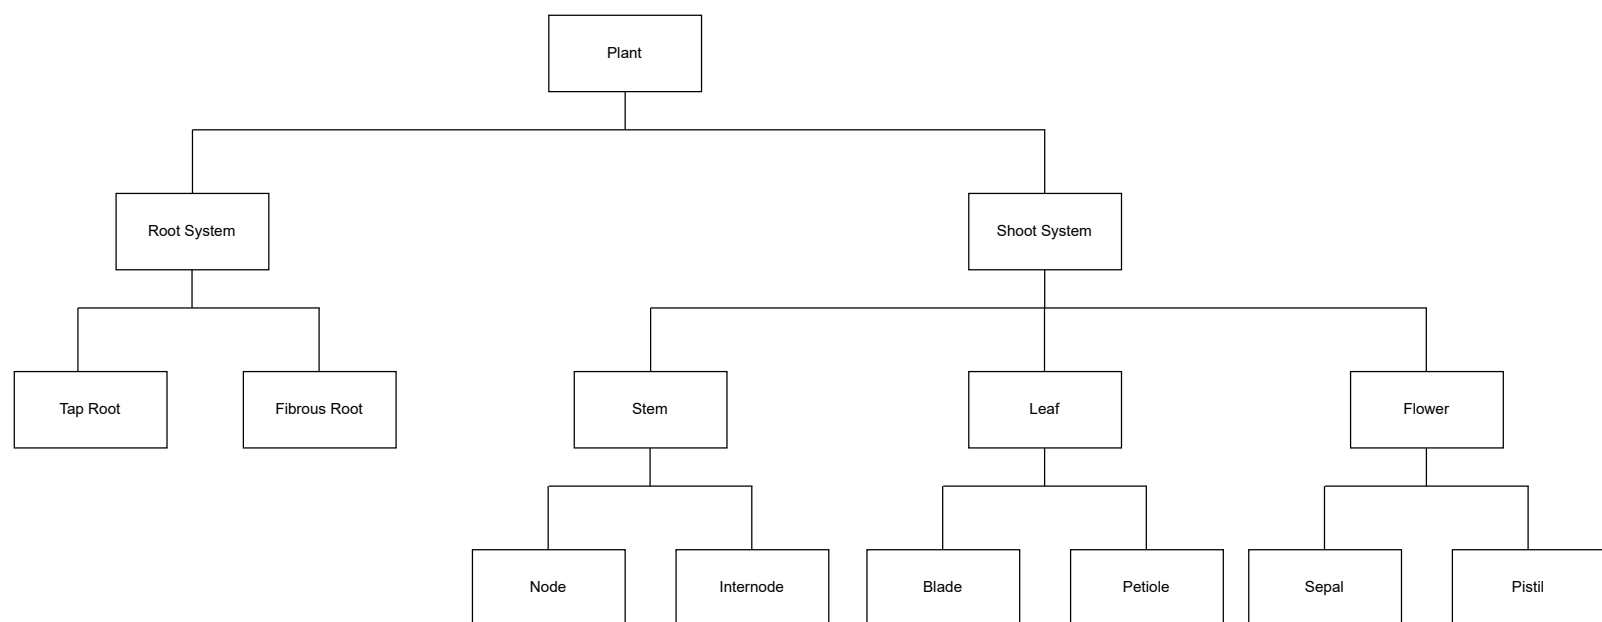 Plant
Root System
Shoot System
Tap Root
Fibrous Root
Stem
Leaf
Flower
Node
Internode
Blade
Petiole
Sepal
Pistil